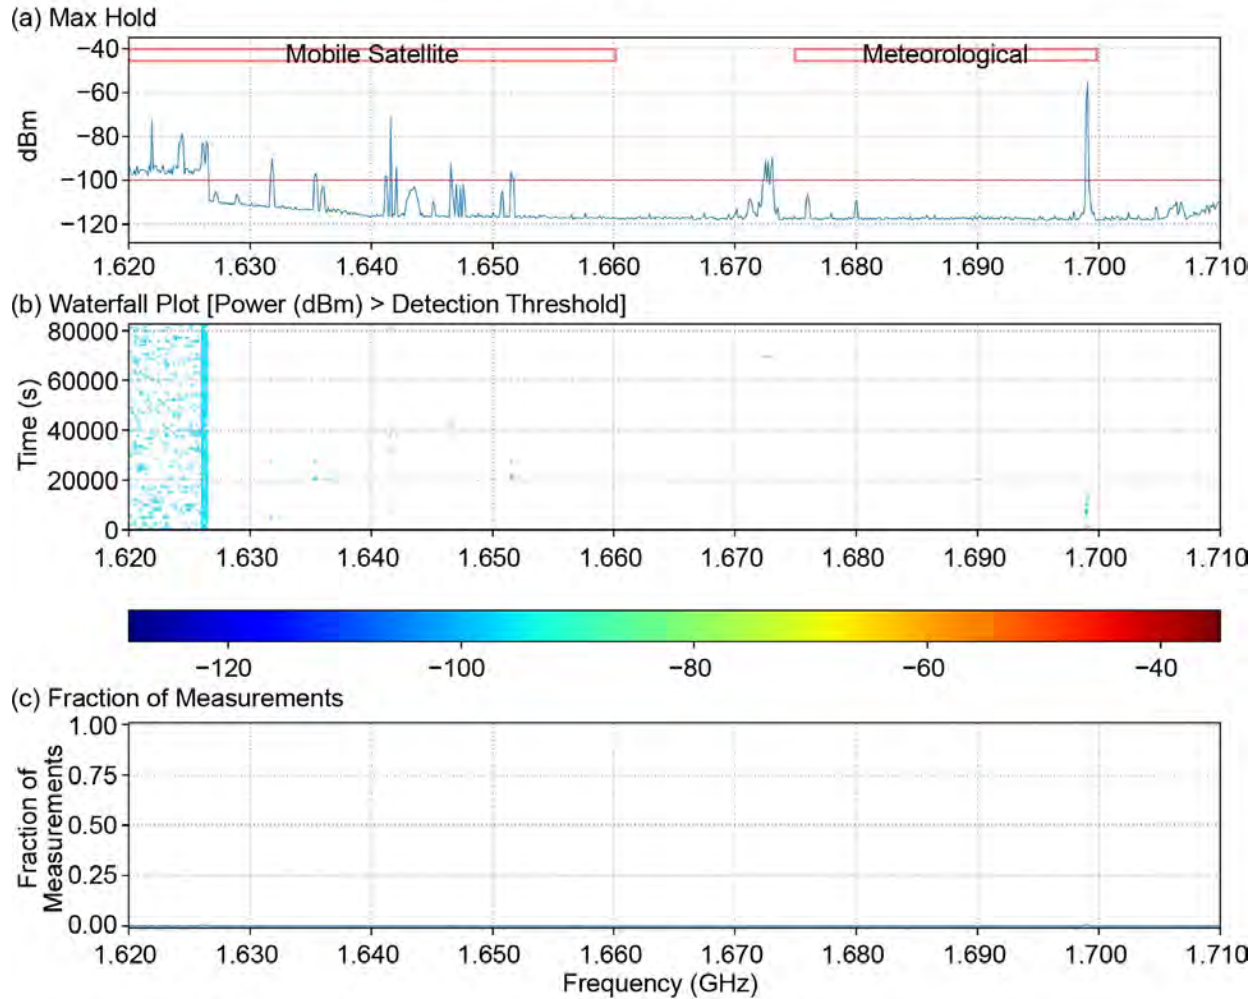 (a) Max Hold
−40
−60
−80
−100
−120
dBm
Mobile Satellite
Meteorological
1.620 1.630 1.640 1.650 1.660 1.670 1.680 1.690 1.700 1.710
(b) Waterfall Plot [Power (dBm) > Detection Threshold]
80000
60000
40000
20000
0
Time (s)
1.620 1.630 1.640 1.650 1.660 1.670 1.680 1.690 1.700 1.710
−120 −100 −80 −60 −40
(c) Fraction of Measurements
1.00
0.75
0.50
0.25
0.00
Fraction of
Measurements
1.620 1.630 1.640 1.650 1.660 1.670 1.680 1.690 1.700 1.710
Frequency (GHz)